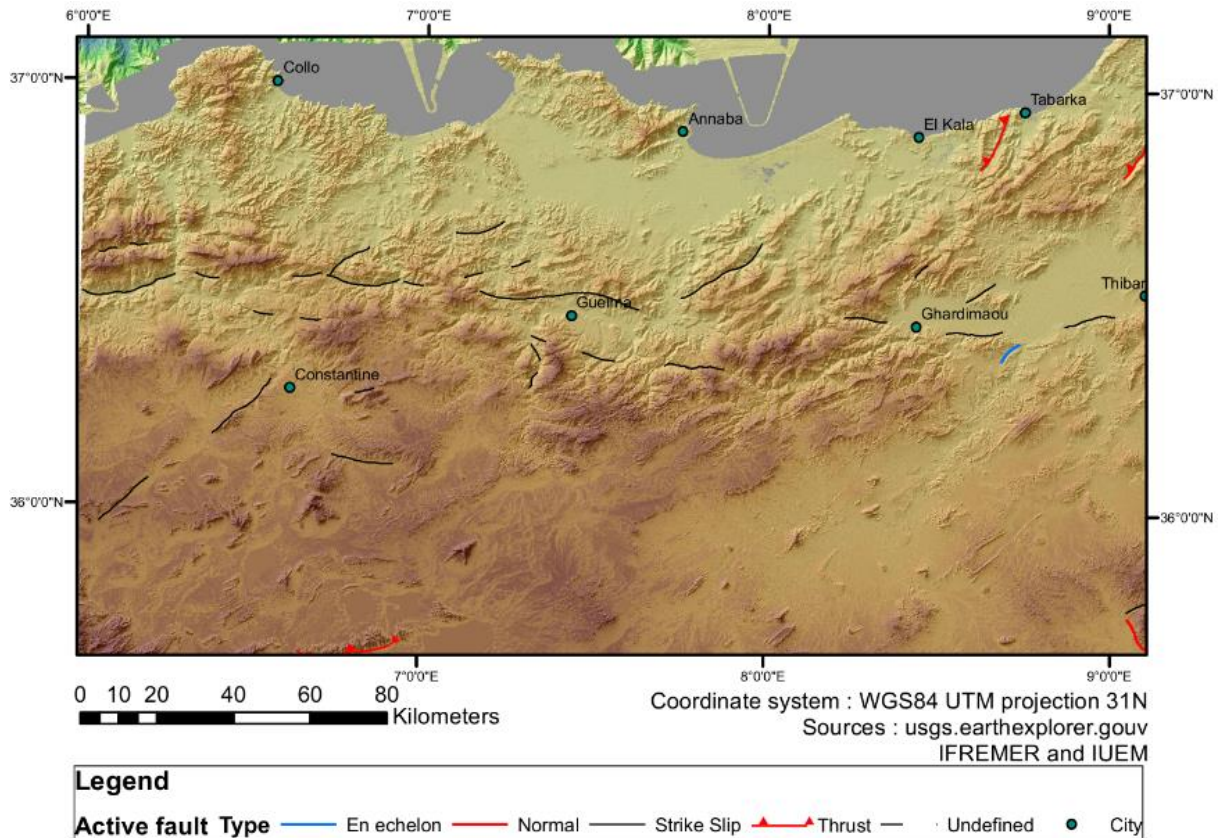 6°0'0"E 7°0'0"E 8°0'0"E 9°0'0"E
37°0'0"N
37°0'0"N
Collo
Annaba
El Kala
Tabarka
Thibar
Guelma
Ghardimaou
Constantine
36°0'0"N
36°0'0"N
7°0'0"E 8°0'0"E 9°0'0"E
0 10 20 40 60 80
Kilometers
Coordinate system : WGS84 UTM projection 31N
Sources : usgs.earthexplorer.gouv
IFREMER and IUEM
Legend
Active fault Type En echelon Normal Strike Slip Thrust Undefined City